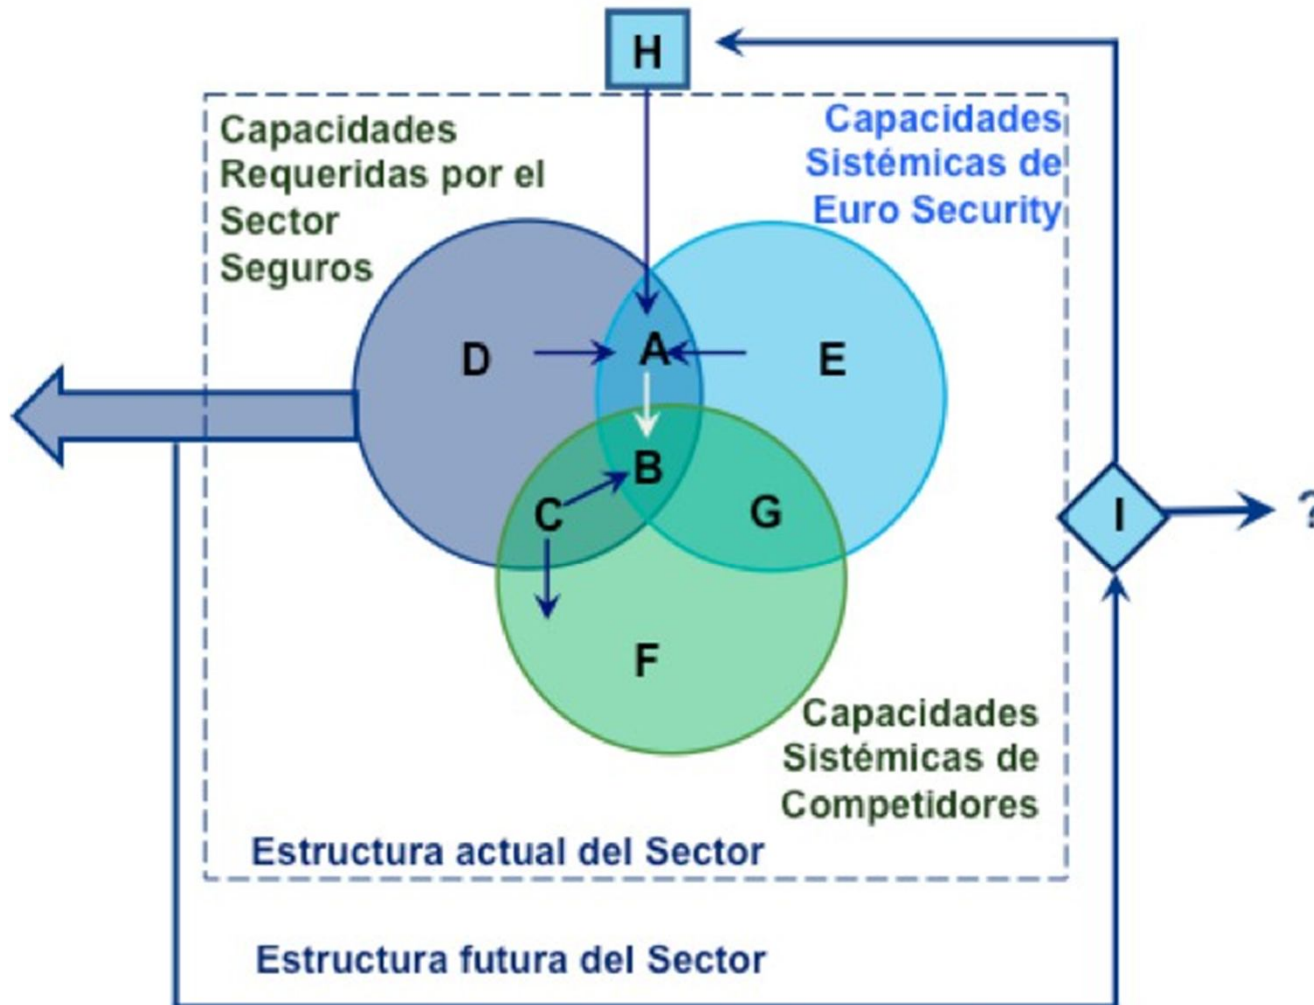 H
Capacidades
Requeridas por el
Sector
Seguros
Capacidades
Sistémicas de
Euro Security
D
A
E
B
C
G
I
?
F
Capacidades
Sistémicas de
Competidores
Estructura actual del Sector
Estructura futura del Sector